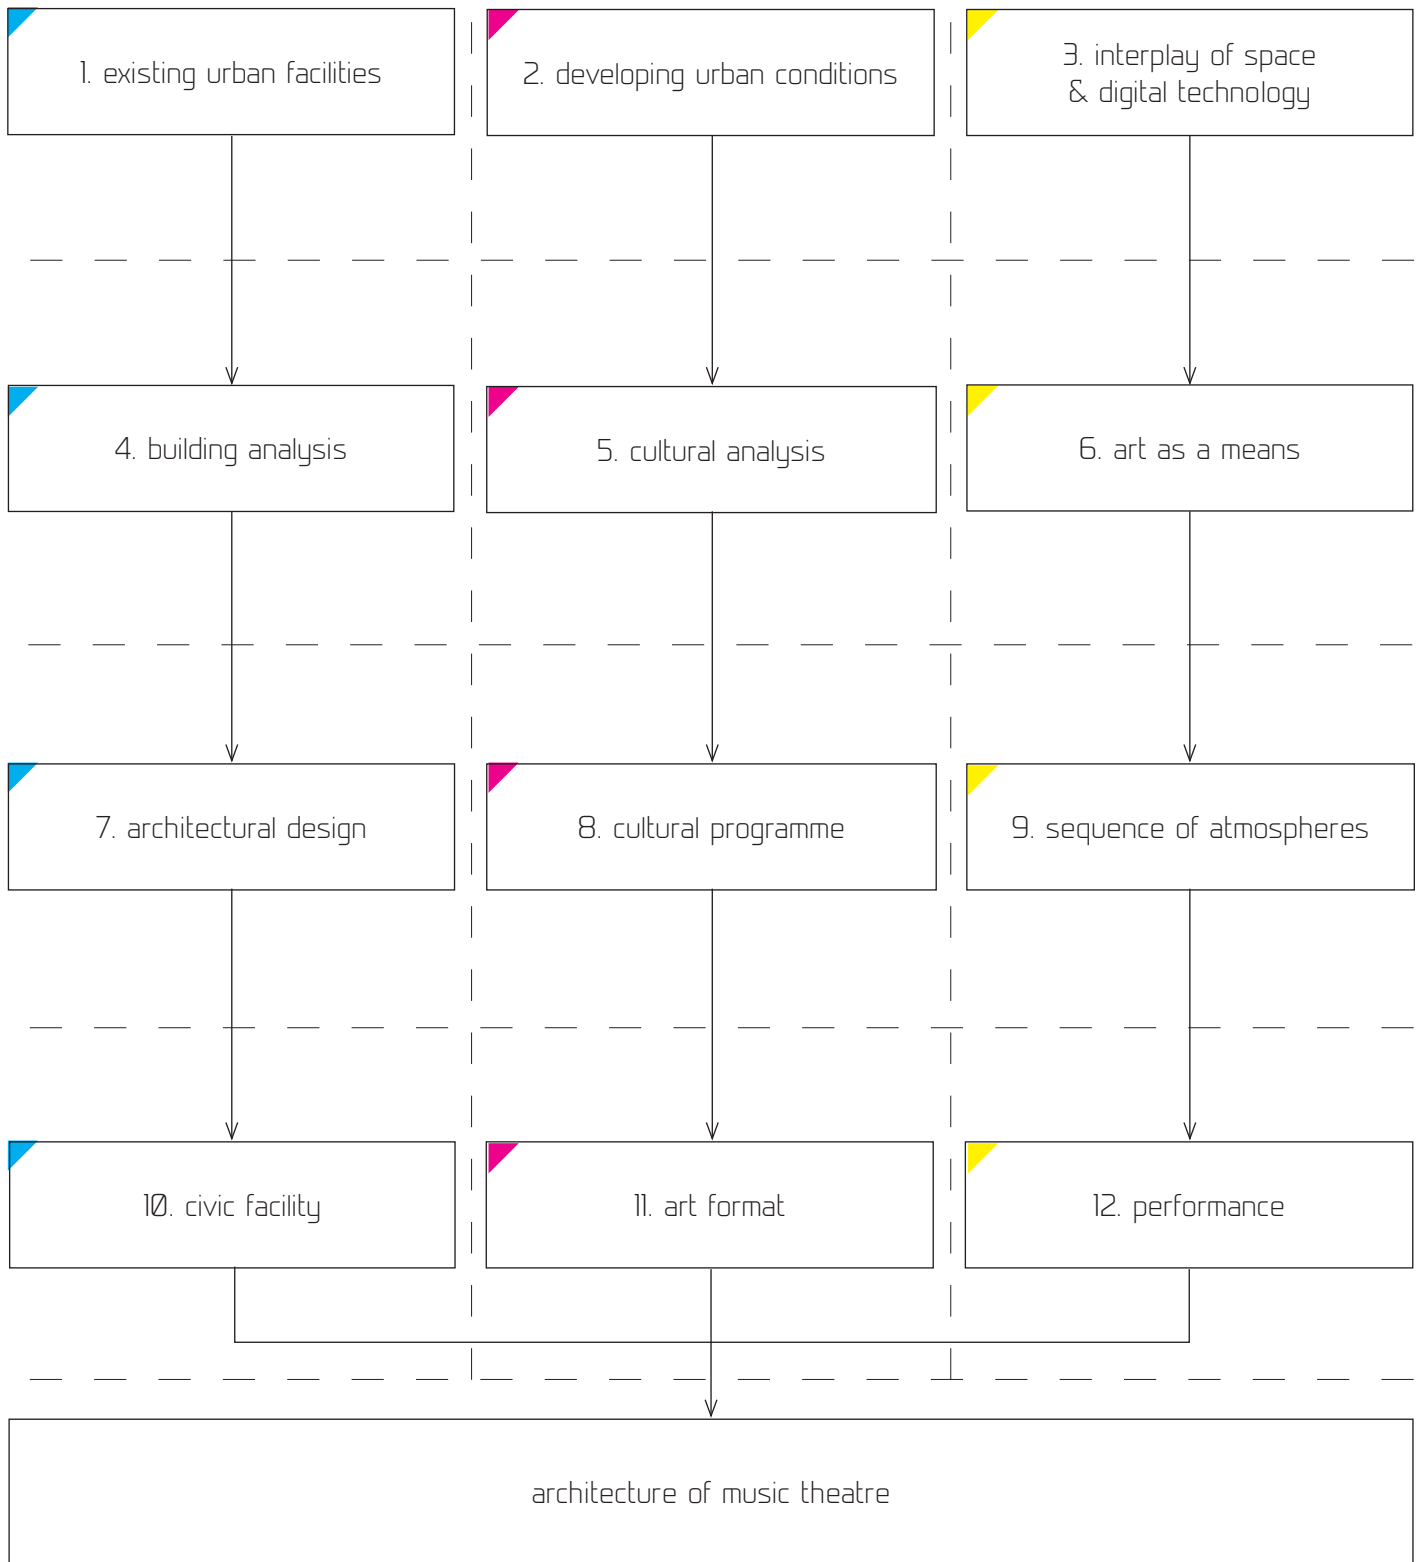 1. existing urban facilities
2. developing urban conditions
3. interplay of space
& digital technology
4. building analysis
5. cultural analysis
6. art as a means
7. architectural design
8. cultural programme
9. sequence of atmospheres
10. civic facility
11. art format
12. performance
architecture of music theatre